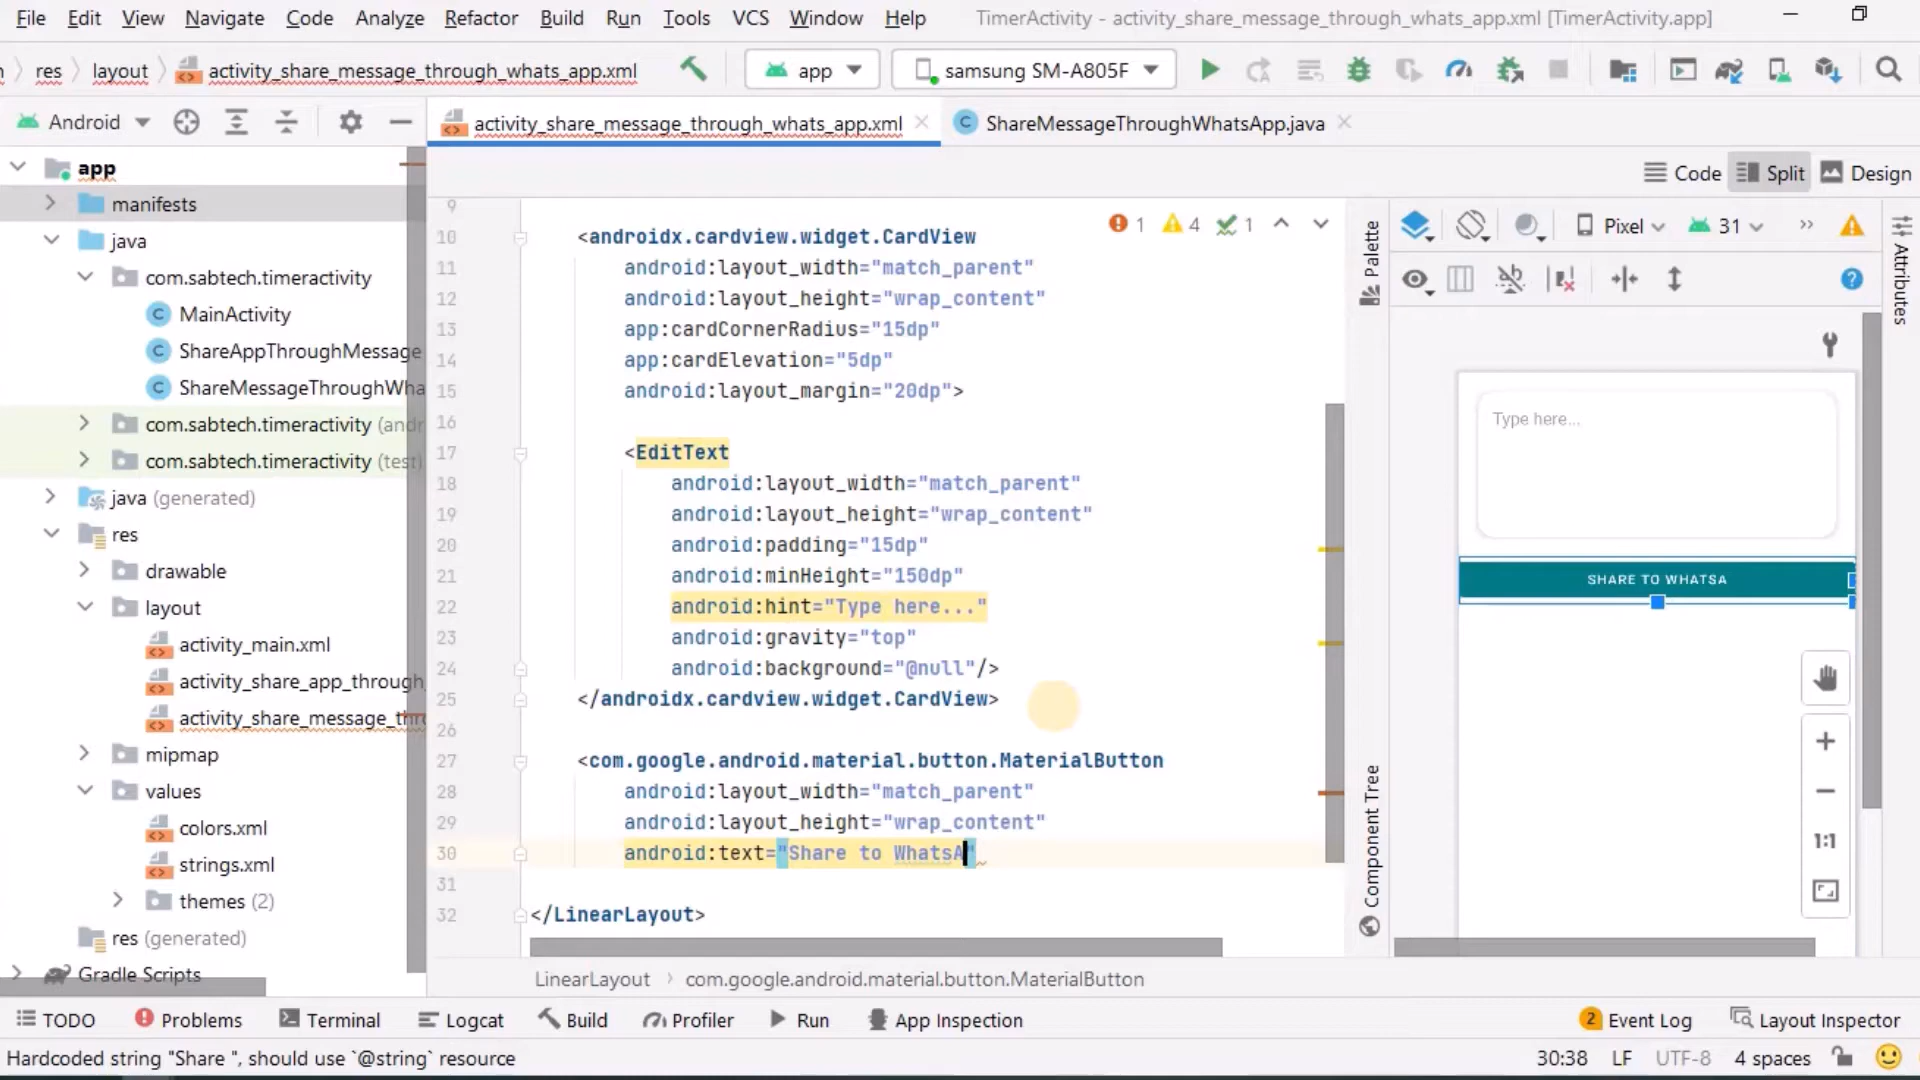 File Edit View Navigate Code Analyze Refactor Build Run Tools VCS Window Help TimerActivity - activity_share_message_through_whats_app.xml [TimerActivity.app]
res layout activity_share_message_through_whats_app.xml app samsung SM-A805F
Android
activity_share_message_through_whats_app.xml ShareMessageThroughWhatsApp.java
Code Split Design
app
manifests
java
com.sabtech.timeractivity
MainActivity
ShareAppThroughMessage
ShareMessageThroughWha
com.sabtech.timeractivity (andr
com.sabtech.timeractivity (test)
java (generated)
res
drawable
layout
activity_main.xml
activity_share_app_through_
activity_share_message_thro
mipmap
values
colors.xml
strings.xml
themes (2)
res (generated)
Gradle Scripts
1 4 1
9
10 <androidx.cardview.widget.CardView
11 android:layout_width="match_parent"
12 android:layout_height="wrap_content"
13 app:cardCornerRadius="15dp"
14 app:cardElevation="5dp"
15 android:layout_margin="20dp">
16
17 <EditText
18 android:layout_width="match_parent"
19 android:layout_height="wrap_content"
20 android:padding="15dp"
21 android:minHeight="150dp"
22 android:hint="Type here..."
23 android:gravity="top"
24 android:background="@null"/>
25 </androidx.cardview.widget.CardView>
26
27 <com.google.android.material.button.MaterialButton
28 android:layout_width="match_parent"
29 android:layout_height="wrap_content"
30 android:text="Share to WhatsA"
31
32 </LinearLayout>
LinearLayout com.google.android.material.button.MaterialButton
Palette
Component Tree
Pixel 31
Attributes
Type here...
SHARE TO WHATSA
1:1
TODO Problems Terminal Logcat Build Profiler Run App Inspection 2 Event Log Layout Inspector
Hardcoded string "Share ", should use `@string` resource 30:38 LF UTF-8 4 spaces